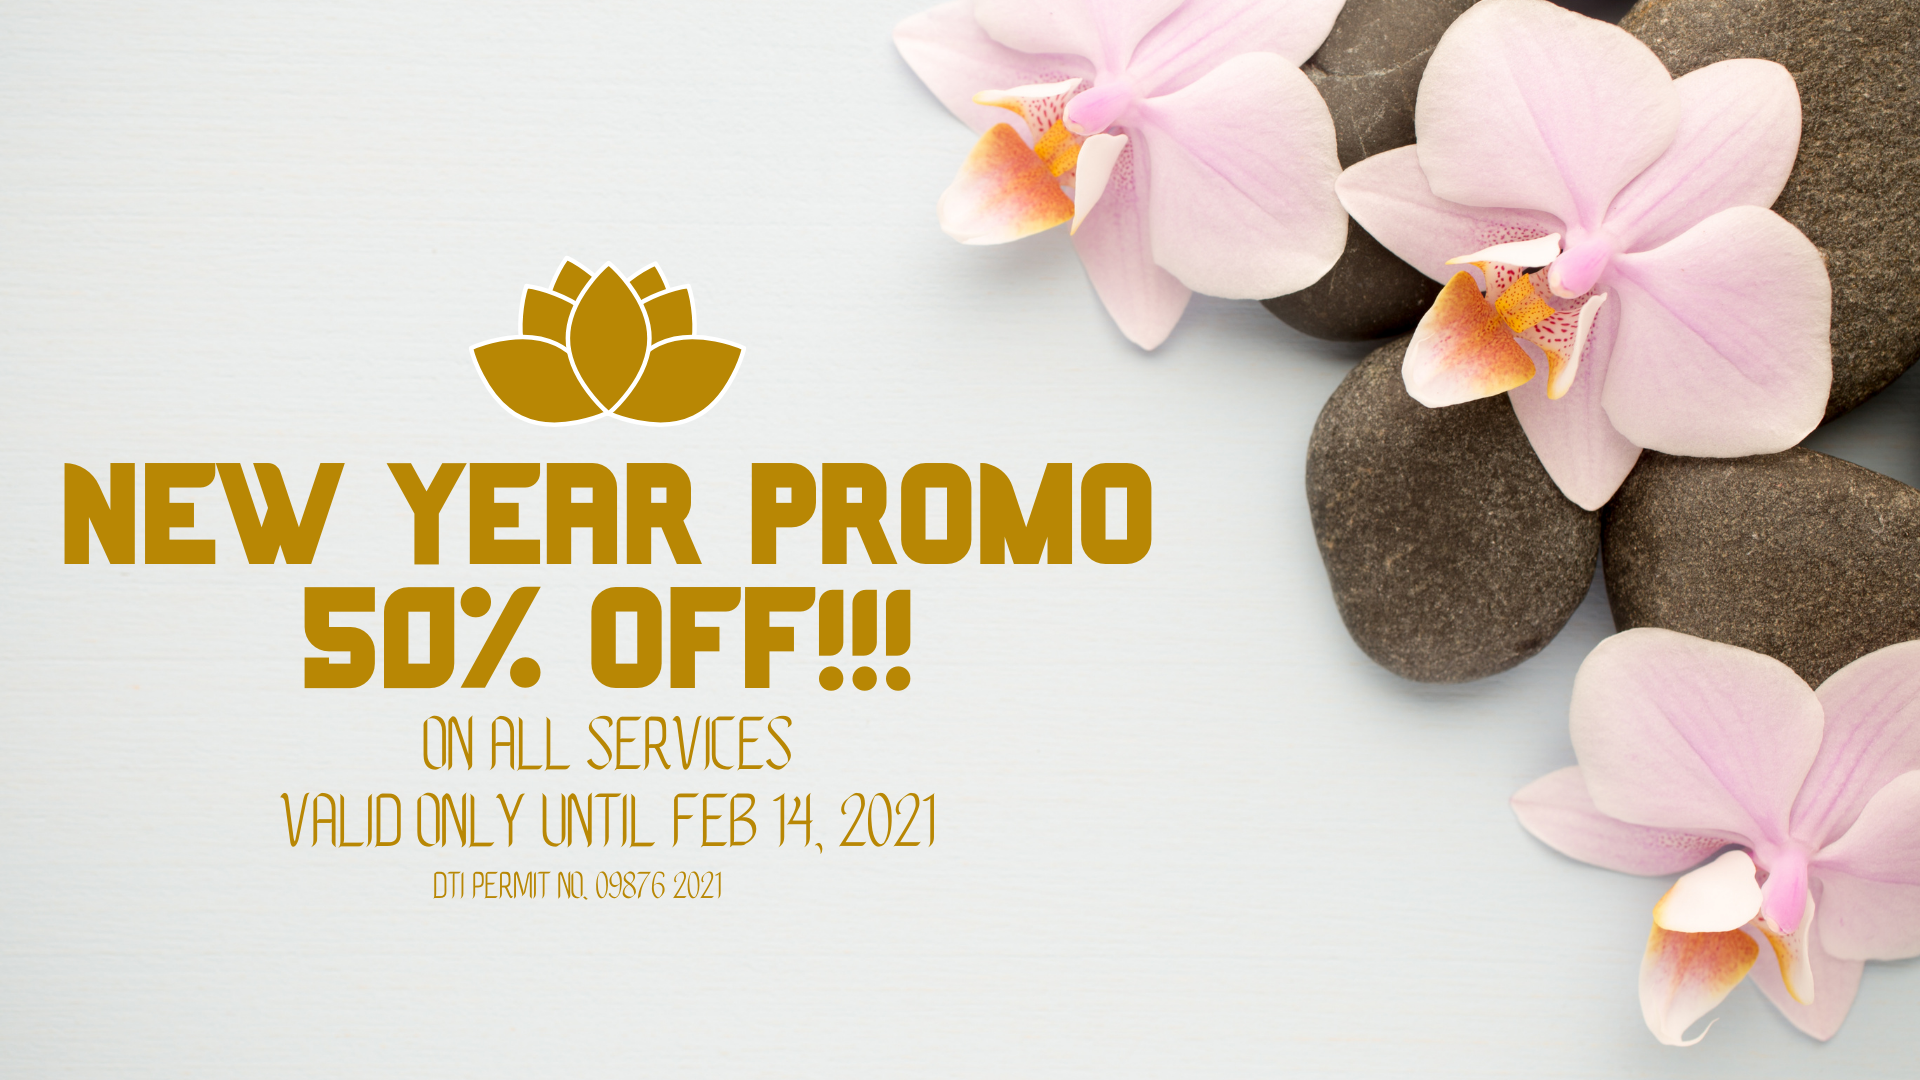 NEW YEAR PROMO
50% OFF!!!
ON ALL SERVICES
VALID ONLY UNTIL FEB 14, 2021
DTI PERMIT NO. 09876 2021